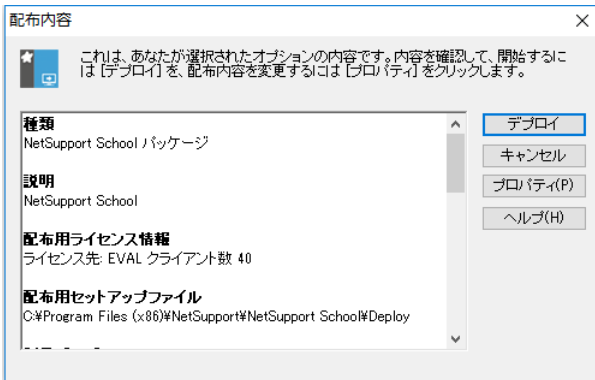 配布内容
これは、あなたが選択されたオプションの内容です。内容を確認して、開始するに
は [デプロイ] を、配布内容を変更するには [プロパティ] をクリックします。
種類
NetSupport School パッケージ
説明
NetSupport School
配布用ライセンス情報
ライセンス先: EVAL クライアント数 40
配布用セットアップファイル
C:¥Program Files (x86)¥NetSupport¥NetSupport School¥Deploy
デプロイ
キャンセル
プロパティ(P)
ヘルプ(H)